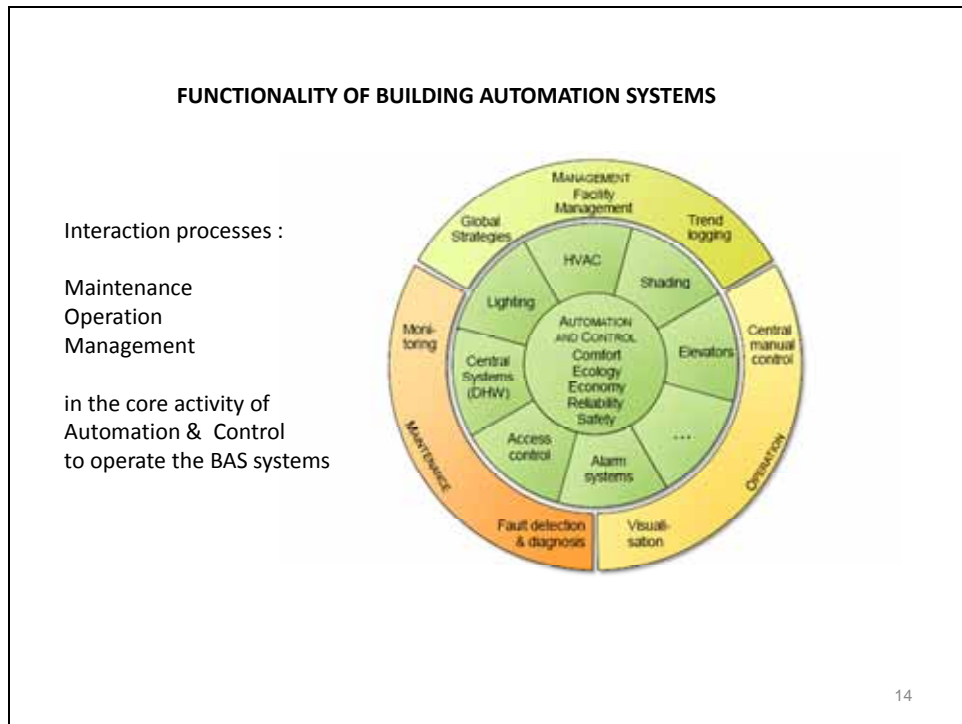 FUNCTIONALITY OF BUILDING AUTOMATION SYSTEMS
Interaction processes :
Maintenance
Operation
Management
in the core activity of
Automation & Control
to operate the BAS systems
MANAGEMENT
Facility
Management
Global
Strategies
Trend
logging
HVAC
Shading
Lighting
Elevators
Central
Systems
(DHW)
Access
control
Alarm
systems
...
AUTOMATION
AND CONTROL
Comfort
Ecology
Economy
Reliability
Safety
Moni-
toring
MAINTENANCE
Fault detection
& diagnosis
Central
manual
control
OPERATION
Visuali-
sation
14